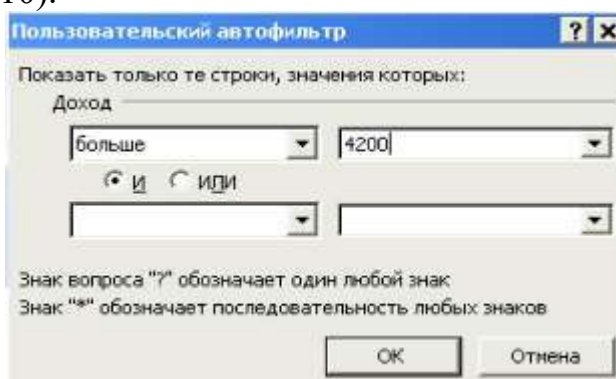 10).
Пользовательский автофильтр
Показать только те строки, значения которых:
Доход
больше 4200
И ИЛИ
Знак вопроса "?" обозначает один любой знак
Знак "*" обозначает последовательность любых знаков
ОК Отмена